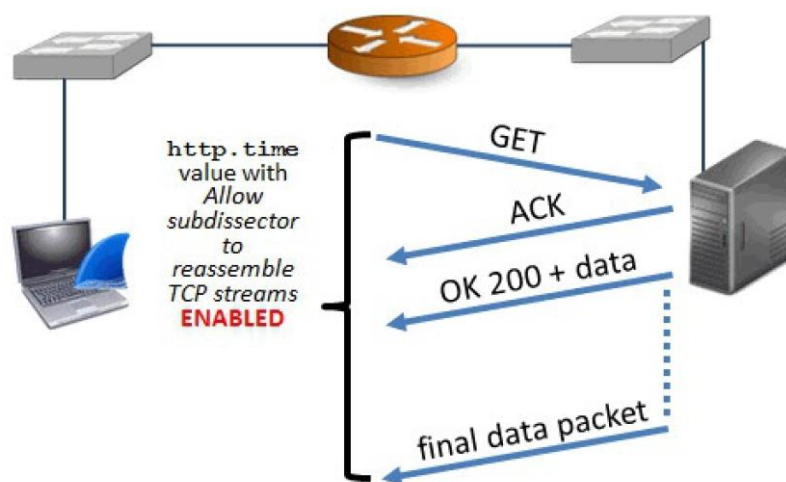 http.time
value with
Allow
subdissector
to
reassemble
TCP streams
ENABLED
GET
ACK
OK 200 + data
final data packet